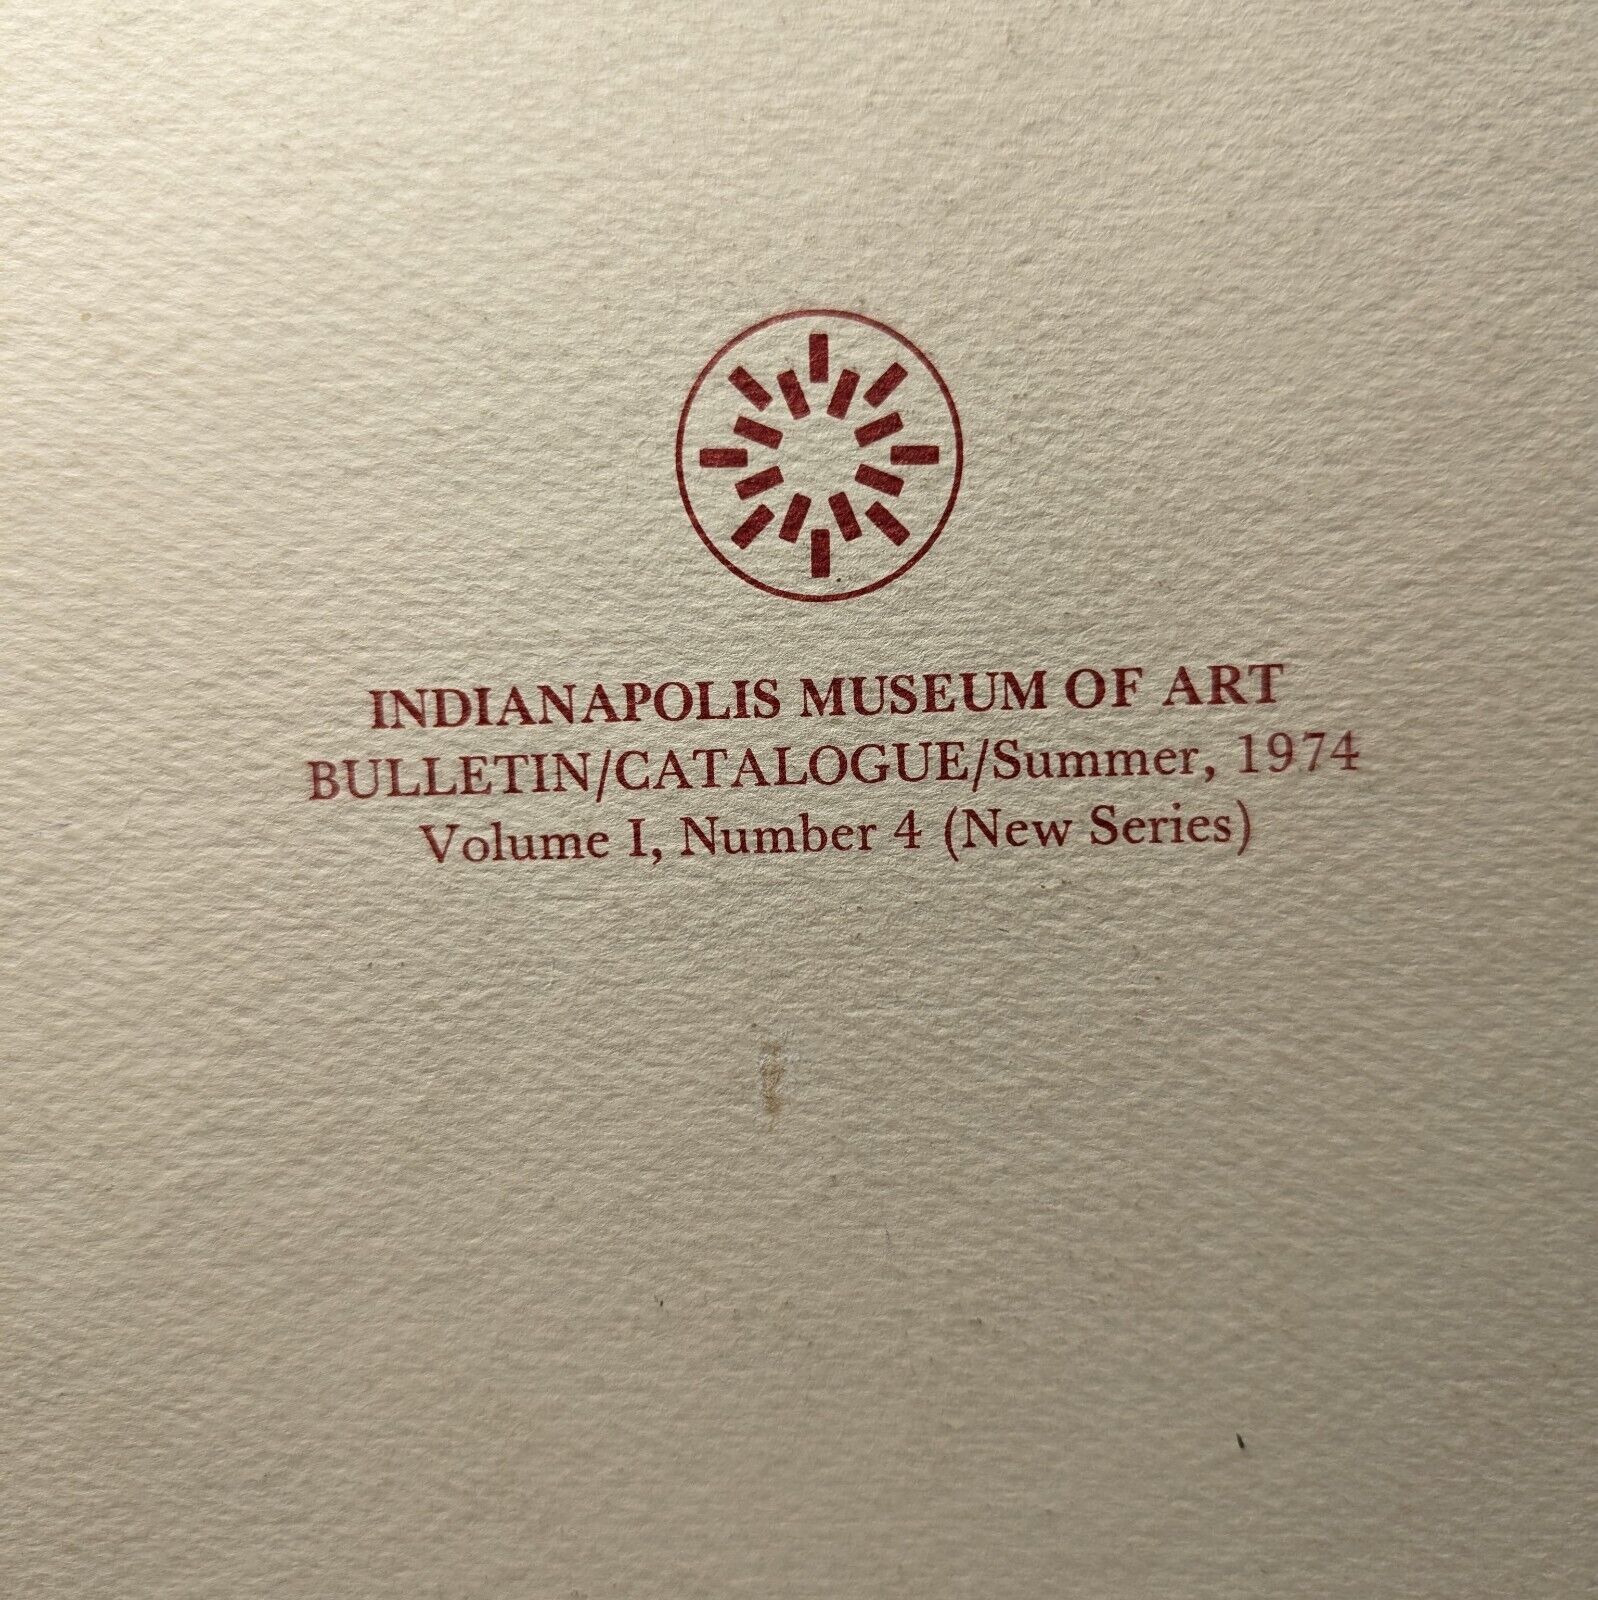 INDIANAPOLIS MUSEUM OF ART
BULLETIN/CATALOGUE/Summer, 1974
Volume I, Number 4 (New Series)